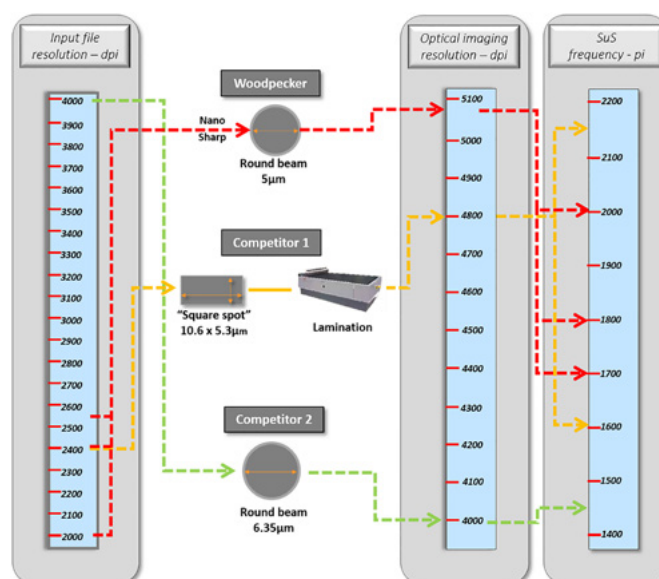 Input file
resolution – dpi
4000
3900
3800
3700
3600
3500
3400
3300
3200
3100
3000
2900
2800
2700
2600
2500
2400
2300
2200
2100
2000
Woodpecker
Nano
Sharp
Round beam
5µm
Competitor 1
"Square spot"
10.6 x 5.3µm
Lamination
Competitor 2
Round beam
6.35µm
Optical imaging
resolution – dpi
5100
5000
4900
4800
4700
4600
4500
4400
4300
4200
4100
4000
SuS
frequency - pi
2200
2100
2000
1900
1800
1700
1600
1500
1400